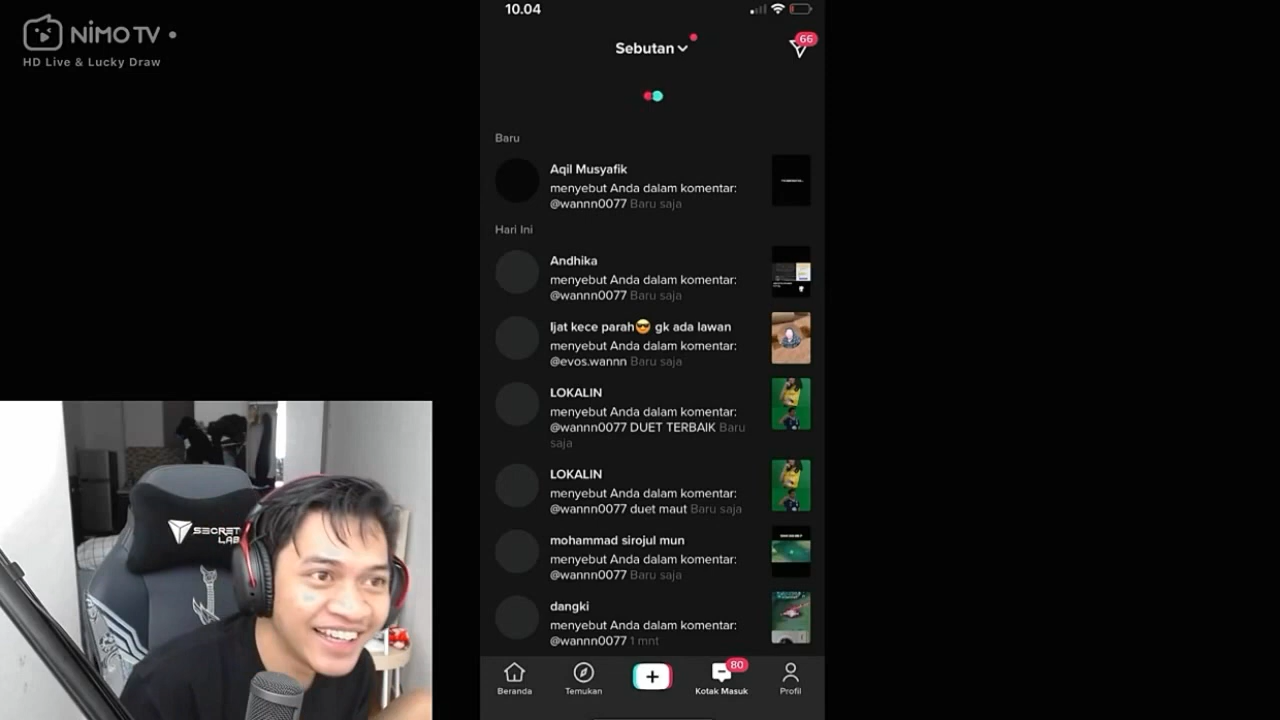 NIMO TV
HD Live & Lucky Draw
10.04
Sebutan
66
Baru
Aqil Musyafik
menyebut Anda dalam komentar:
@wannn0077 Baru saja
Hari Ini
Andhika
menyebut Anda dalam komentar:
@wannn0077 Baru saja
Ijat kece parah😎 gk ada lawan
menyebut Anda dalam komentar:
@evos.wannn Baru saja
LOKALIN
menyebut Anda dalam komentar:
@wannn0077 DUET TERBAIK Baru
saja
LOKALIN
menyebut Anda dalam komentar:
@wannn0077 duet maut Baru saja
mohammad sirojul mun
menyebut Anda dalam komentar:
@wannn0077 Baru saja
dangki
menyebut Anda dalam komentar:
@wannn0077 1 mnt
80
Beranda
Temukan
Kotak Masuk
Profil
SECRET
LAB